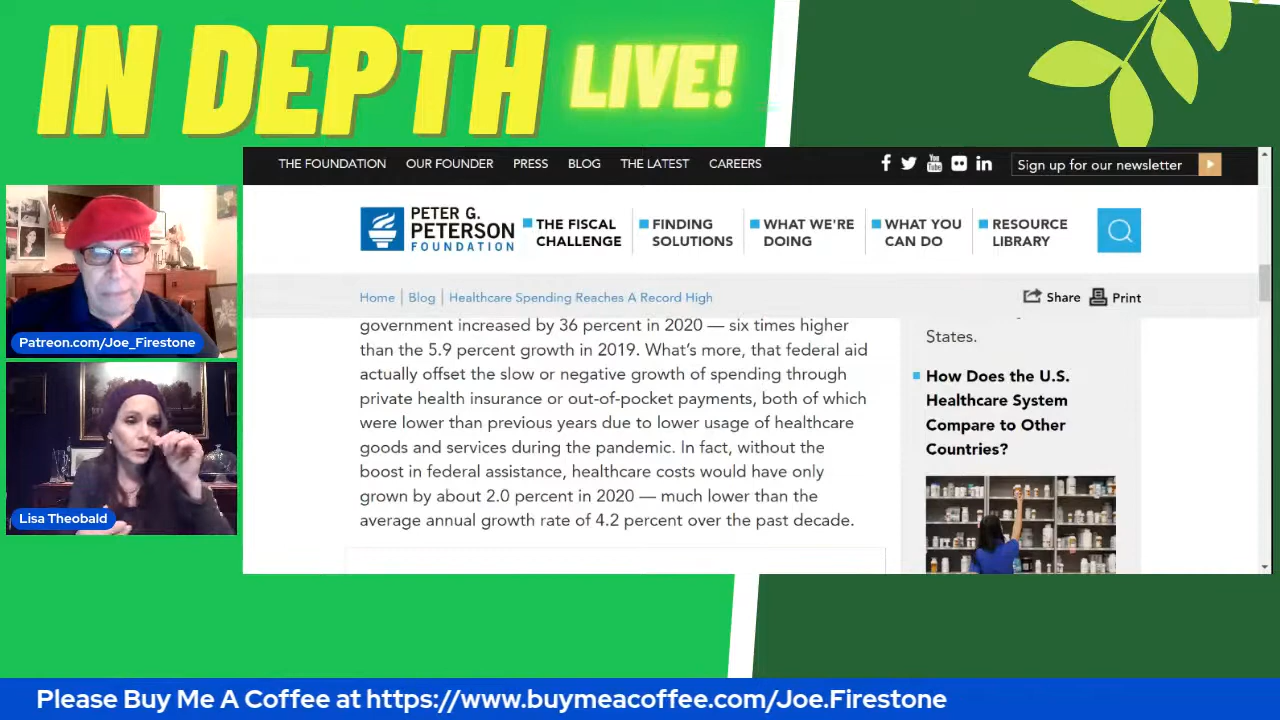 IN DEPTH LIVE!
THE FOUNDATION OUR FOUNDER PRESS BLOG THE LATEST CAREERS
Sign up for our newsletter
PETER G.
PETERSON
FOUNDATION
THE FISCAL
CHALLENGE
FINDING
SOLUTIONS
WHAT WE'RE
DOING
WHAT YOU
CAN DO
RESOURCE
LIBRARY
Home | Blog | Healthcare Spending Reaches A Record High
Share Print
government increased by 36 percent in 2020 — six times higher
than the 5.9 percent growth in 2019. What's more, that federal aid
actually offset the slow or negative growth of spending through
private health insurance or out-of-pocket payments, both of which
were lower than previous years due to lower usage of healthcare
goods and services during the pandemic. In fact, without the
boost in federal assistance, healthcare costs would have only
grown by about 2.0 percent in 2020 — much lower than the
average annual growth rate of 4.2 percent over the past decade.
States.
How Does the U.S.
Healthcare System
Compare to Other
Countries?
Patreon.com/Joe_Firestone
Lisa Theobald
Please Buy Me A Coffee at https://www.buymeacoffee.com/Joe.Firestone